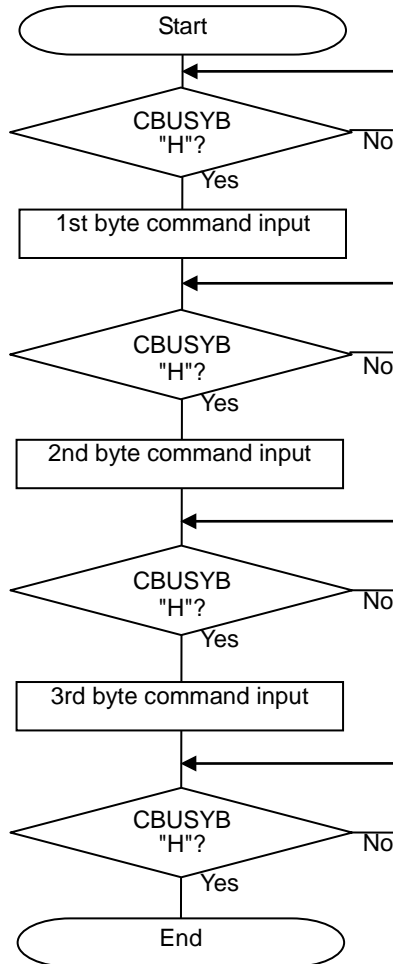 Start
CBUSYB
"H"?
No
Yes
1st byte command input
CBUSYB
"H"?
No
Yes
2nd byte command input
CBUSYB
"H"?
No
Yes
3rd byte command input
CBUSYB
"H"?
No
Yes
End